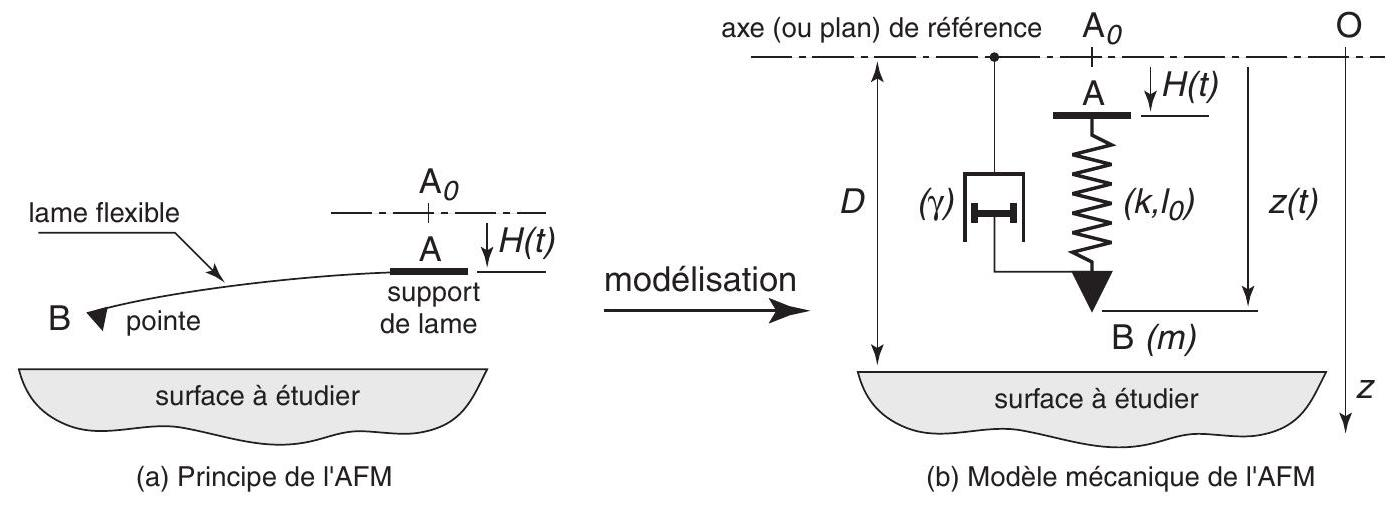 axe (ou plan) de référence
A0
O
A
H(t)
D
(γ)
(k,l0)
z(t)
B (m)
surface à étudier
z
(b) Modèle mécanique de l'AFM
modélisation
A0
lame flexible
A
H(t)
B
pointe
support
de lame
surface à étudier
(a) Principe de l'AFM